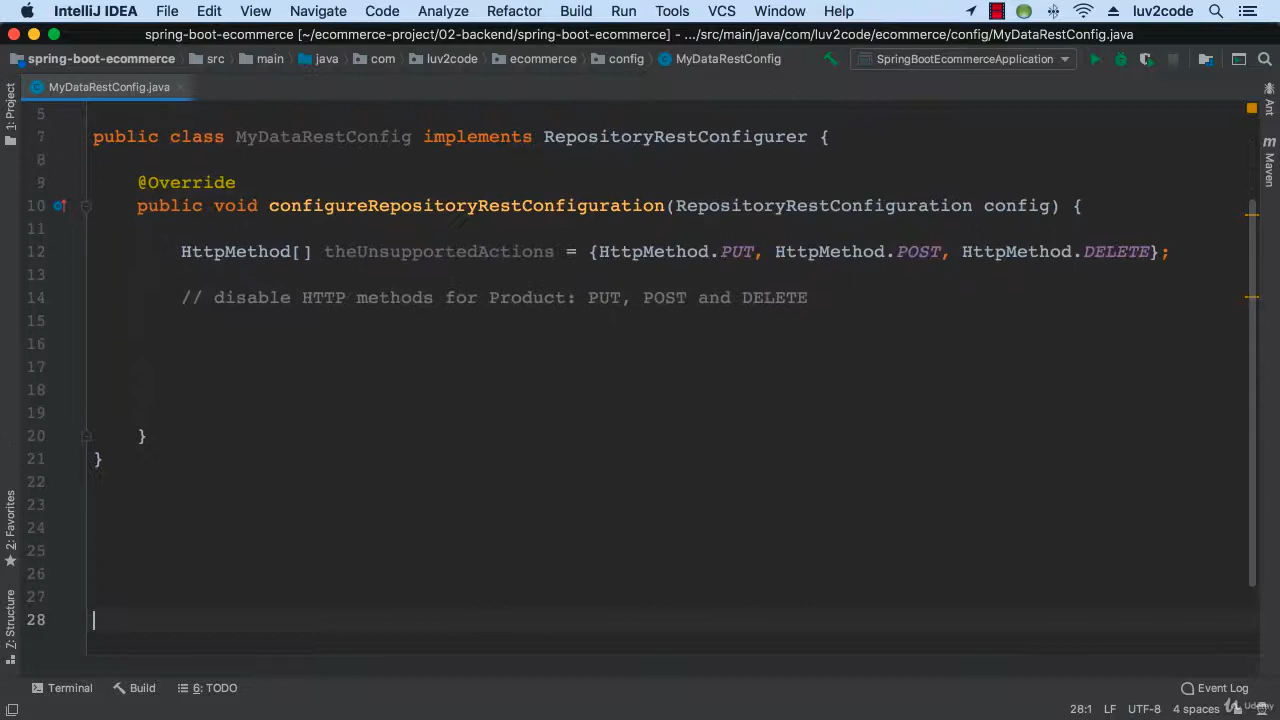 IntelliJ IDEA File Edit View Navigate Code Analyze Refactor Build Run Tools VCS Window Help luv2code
spring-boot-ecommerce [~/ecommerce-project/02-backend/spring-boot-ecommerce] - .../src/main/java/com/luv2code/ecommerce/config/MyDataRestConfig.java
spring-boot-ecommerce src main java com luv2code ecommerce config MyDataRestConfig SpringBootEcommerceApplication
MyDataRestConfig.java
1: Project
Ant
Maven
5
7 public class MyDataRestConfig implements RepositoryRestConfigurer {
8
9 @Override
10 public void configureRepositoryRestConfiguration(RepositoryRestConfiguration config) {
11
12 HttpMethod[] theUnsupportedActions = {HttpMethod.PUT, HttpMethod.POST, HttpMethod.DELETE};
13
14 // disable HTTP methods for Product: PUT, POST and DELETE
15
16
17
18
19
20 }
21 }
22
23
24
25
26
27
28
2: Favorites
7: Structure
Terminal Build 6: TODO Event Log
28:1 LF UTF-8 4 spaces Udemy